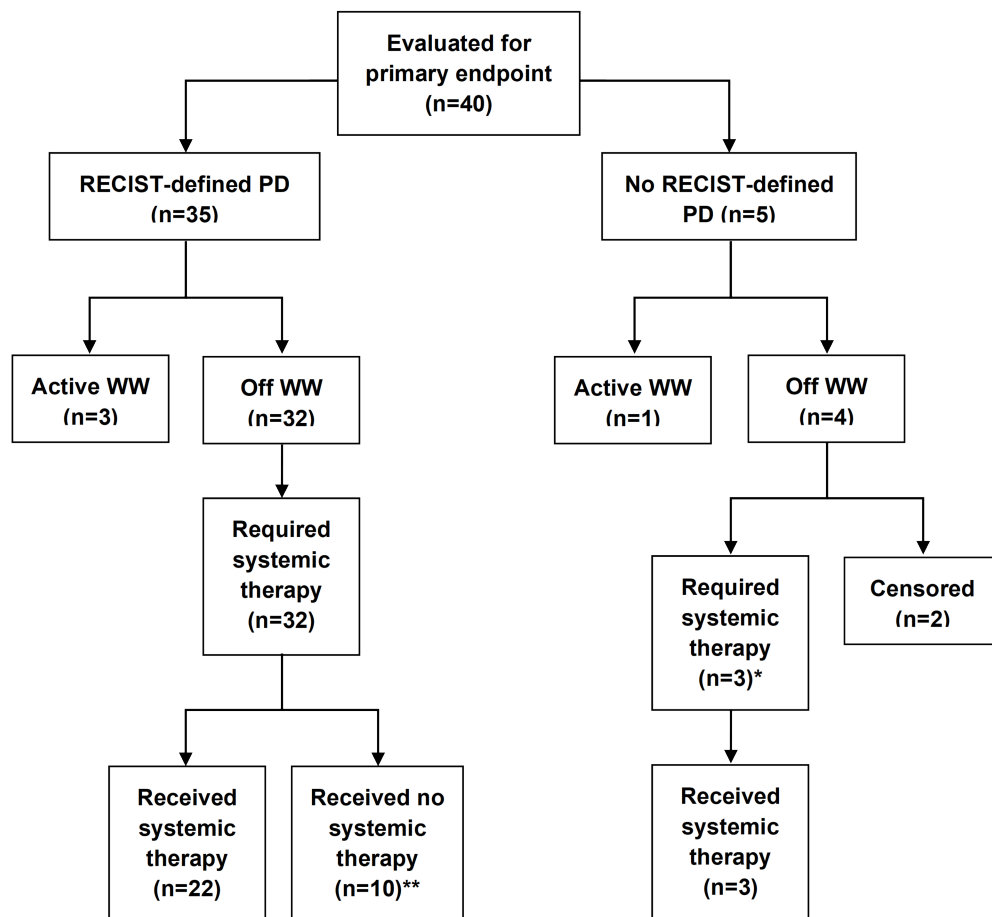 Evaluated for
primary endpoint
(n=40)
RECIST-defined PD
(n=35)
No RECIST-defined
PD (n=5)
Active WW
(n=3)
Off WW
(n=32)
Active WW
(n=1)
Off WW
(n=4)
Required
systemic
therapy
(n=32)
Required
systemic
therapy
(n=3)*
Censored
(n=2)
Received
systemic
therapy
(n=22)
Received no
systemic
therapy
(n=10)**
Received
systemic
therapy
(n=3)